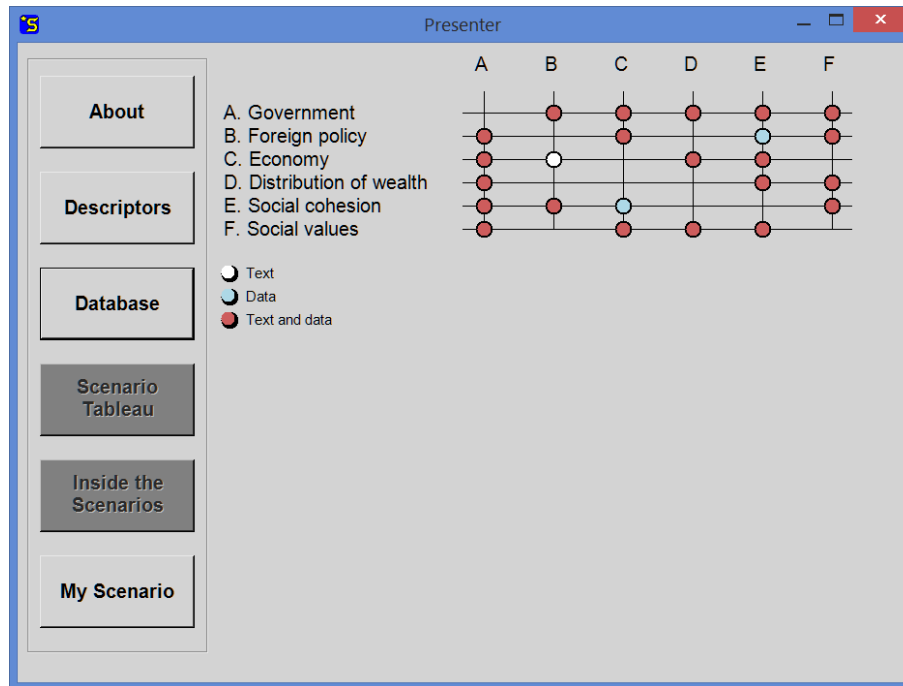 Presenter
A B C D E F
About
A. Government
B. Foreign policy
C. Economy
D. Distribution of wealth
E. Social cohesion
F. Social values
Descriptors
Text
Data
Text and data
Database
Scenario
Tableau
Inside the
Scenarios
My Scenario